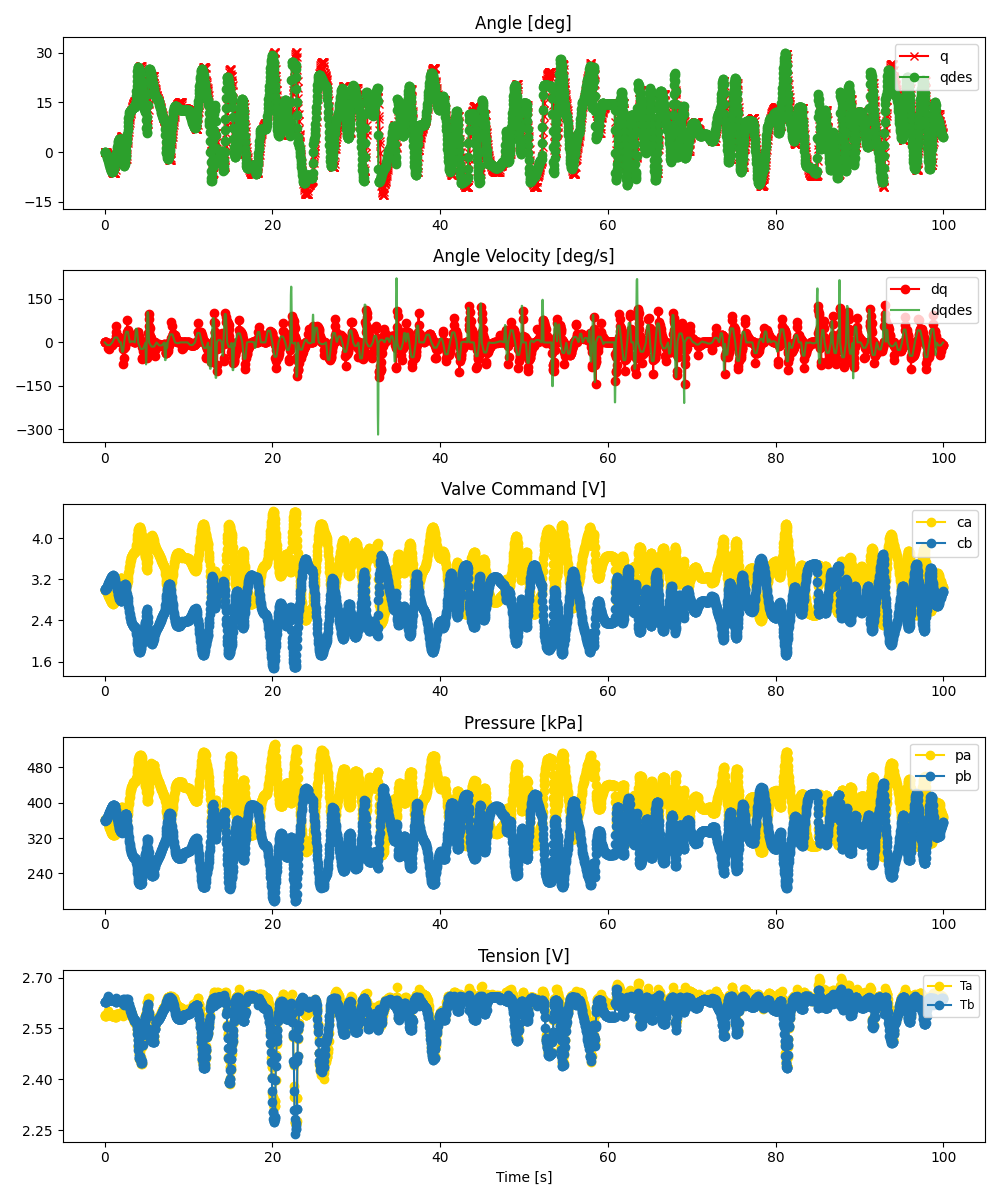 Angle [deg]
30
15
0
−15
q
qdes
0 20 40 60 80 100
Angle Velocity [deg/s]
150
0
−150
−300
dq
dqdes
0 20 40 60 80 100
Valve Command [V]
4.0
3.2
2.4
1.6
ca
cb
0 20 40 60 80 100
Pressure [kPa]
480
400
320
240
pa
pb
0 20 40 60 80 100
Tension [V]
2.70
2.55
2.40
2.25
Ta
Tb
0 20 40 60 80 100
Time [s]